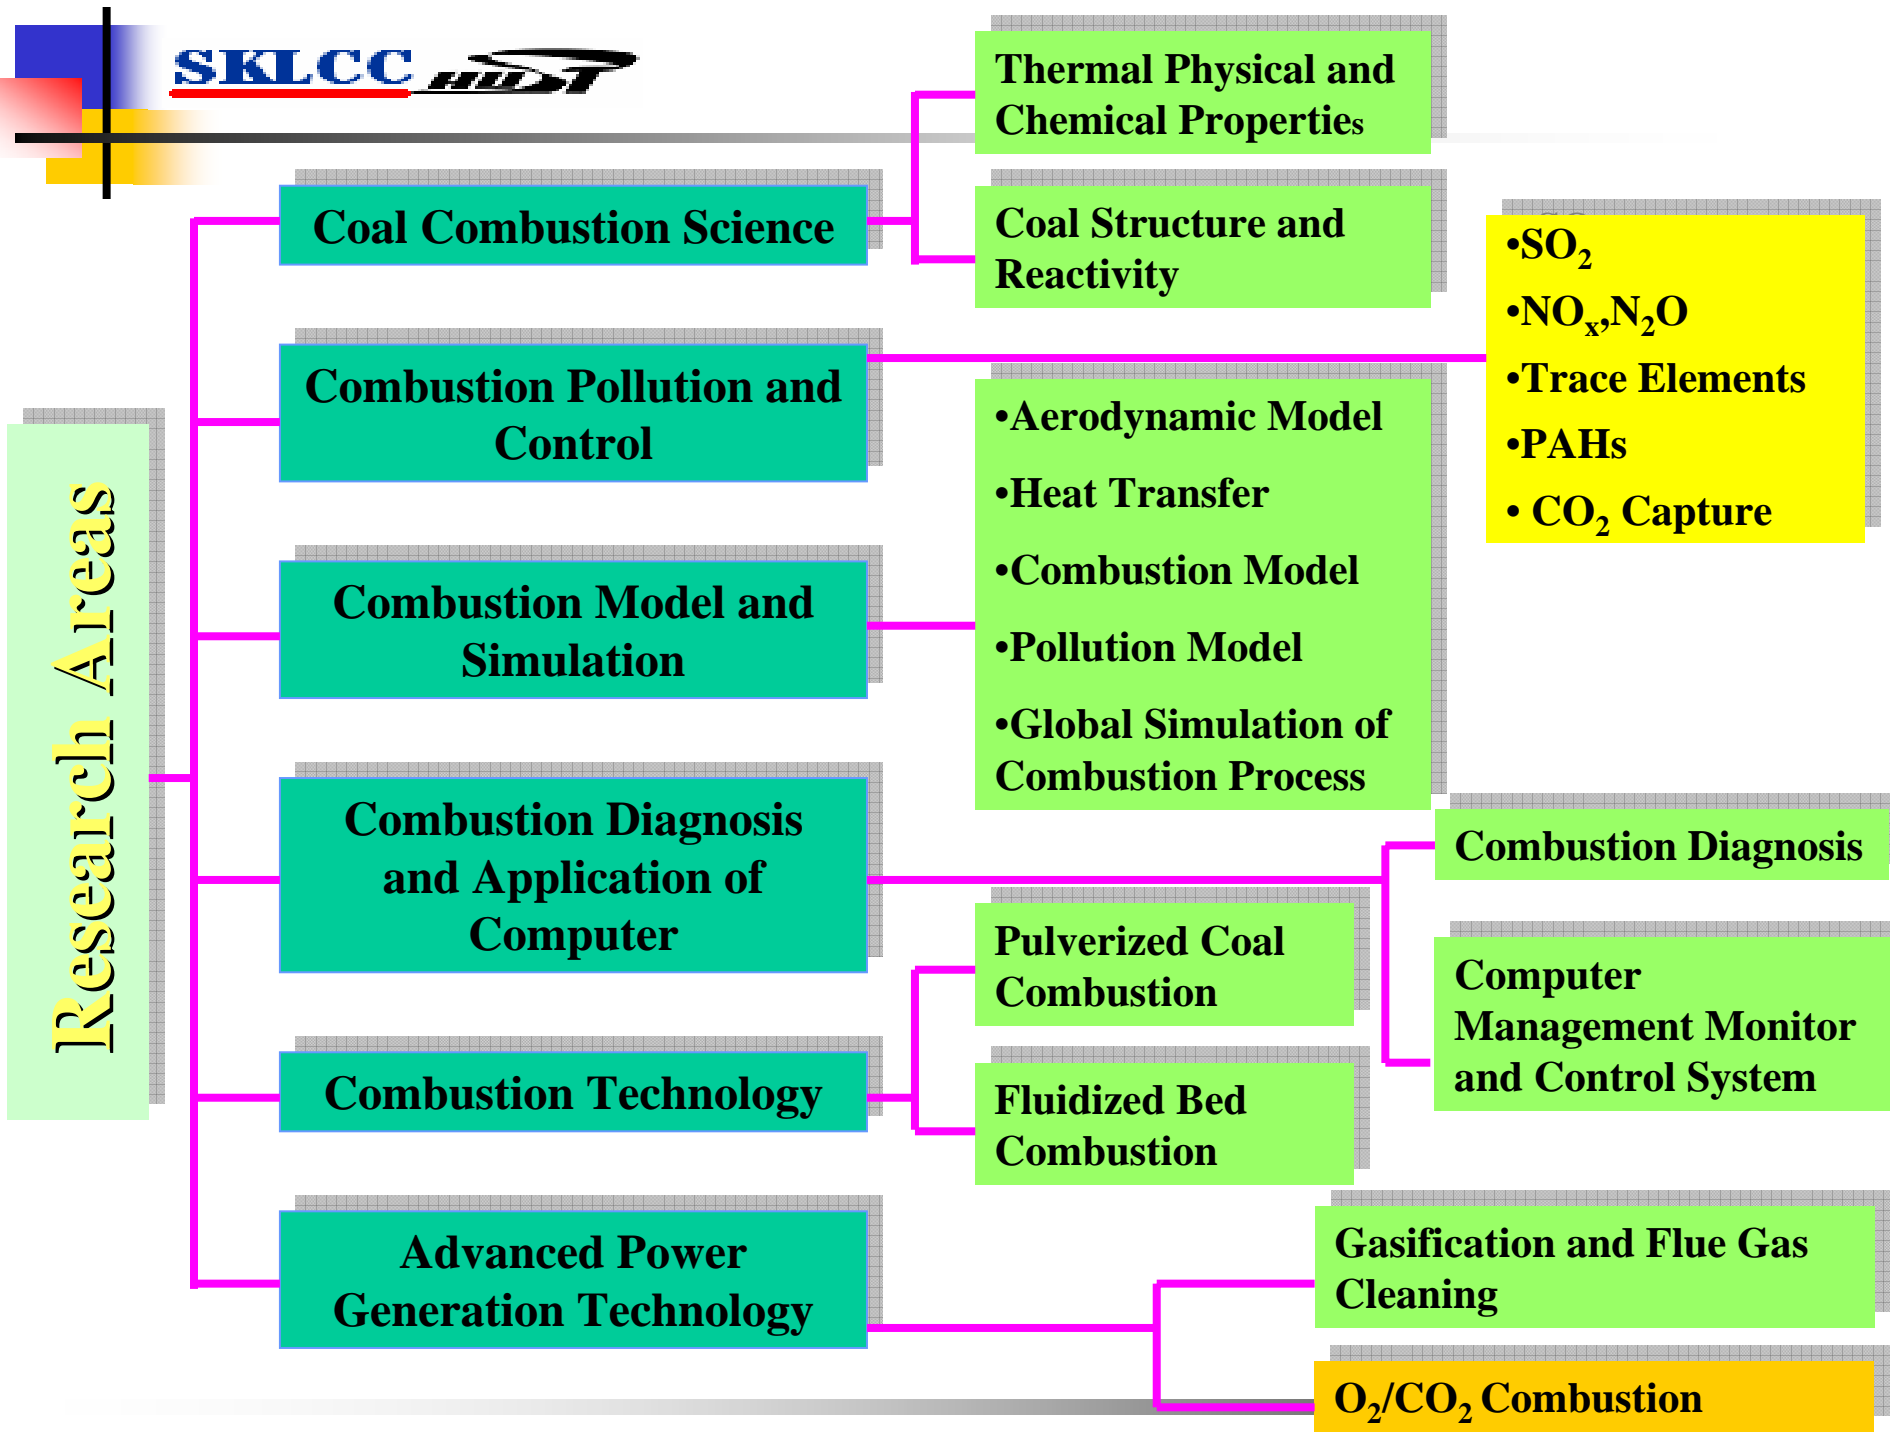 SKLCC HUST
Research Areas
Coal Combustion Science
Thermal Physical and
Chemical Properties
Coal Structure and
Reactivity
Combustion Pollution and
Control
•SO₂
•NOₓ,N₂O
•Trace Elements
•PAHs
• CO₂ Capture
Combustion Model and
Simulation
•Aerodynamic Model
•Heat Transfer
•Combustion Model
•Pollution Model
•Global Simulation of
Combustion Process
Combustion Diagnosis
and Application of
Computer
Combustion Diagnosis
Computer
Management Monitor
and Control System
Combustion Technology
Pulverized Coal
Combustion
Fluidized Bed
Combustion
Advanced Power
Generation Technology
Gasification and Flue Gas
Cleaning
O₂/CO₂ Combustion